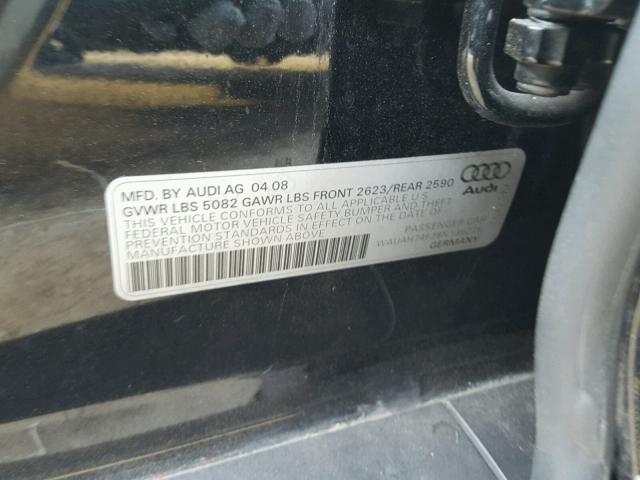 MFD. BY AUDI AG 04 08
GVWR LBS 5082 GAWR LBS FRONT 2623/REAR 2590
THIS VEHICLE CONFORMS TO ALL APPLICABLE U.S.
FEDERAL MOTOR VEHICLE SAFETY BUMPER AND THEFT
PREVENTION STANDARDS IN EFFECT ON THE DATE OF
MANUFACTURE SHOWN ABOVE
Audi
PASSENGER CAR
GERMANY